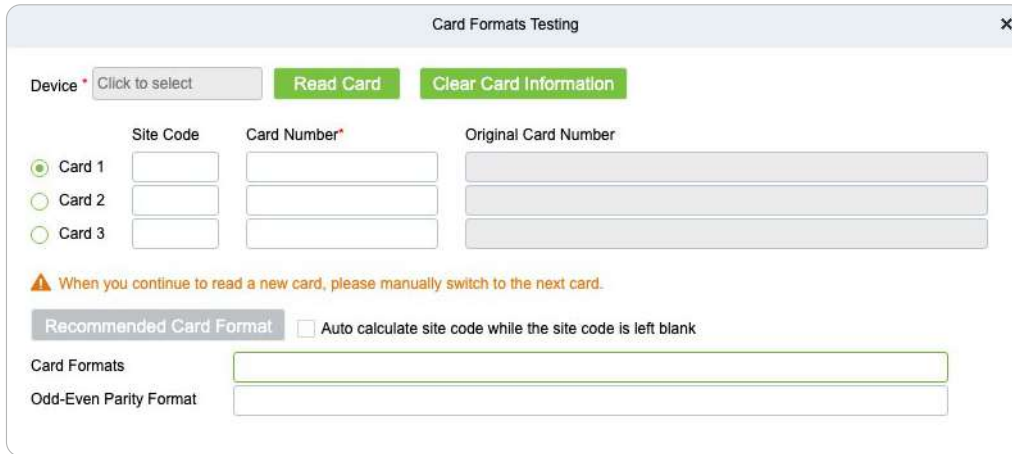 Card Formats Testing
Device * Click to select Read Card Clear Card Information
Site Code Card Number* Original Card Number
Card 1
Card 2
Card 3
When you continue to read a new card, please manually switch to the next card.
Recommended Card Format Auto calculate site code while the site code is left blank
Card Formats
Odd-Even Parity Format